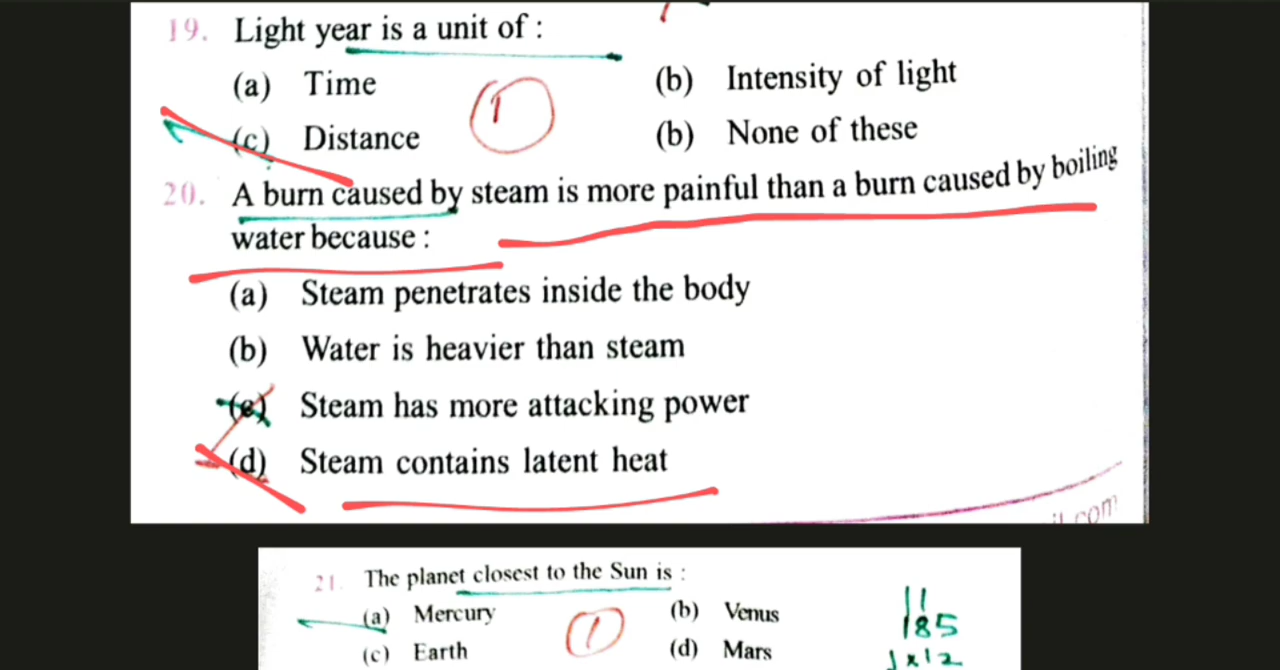 19. Light year is a unit of :
(a) Time (b) Intensity of light
(c) Distance (b) None of these
1
20. A burn caused by steam is more painful than a burn caused by boiling
water because :
(a) Steam penetrates inside the body
(b) Water is heavier than steam
(c) Steam has more attacking power
(d) Steam contains latent heat
com
21. The planet closest to the Sun is :
(a) Mercury (b) Venus
(c) Earth (d) Mars
1
185
1x12